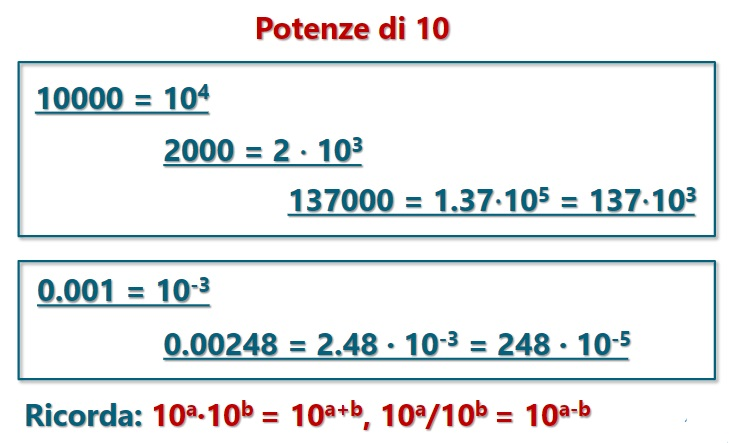 Potenze di 10
10000 = 10⁴
2000 = 2 · 10³
137000 = 1.37·10⁵ = 137·10³
0.001 = 10⁻³
0.00248 = 2.48 · 10⁻³ = 248 · 10⁻⁵
Ricorda: 10ᵃ·10ᵇ = 10ᵃ⁺ᵇ, 10ᵃ/10ᵇ = 10ᵃ⁻ᵇ